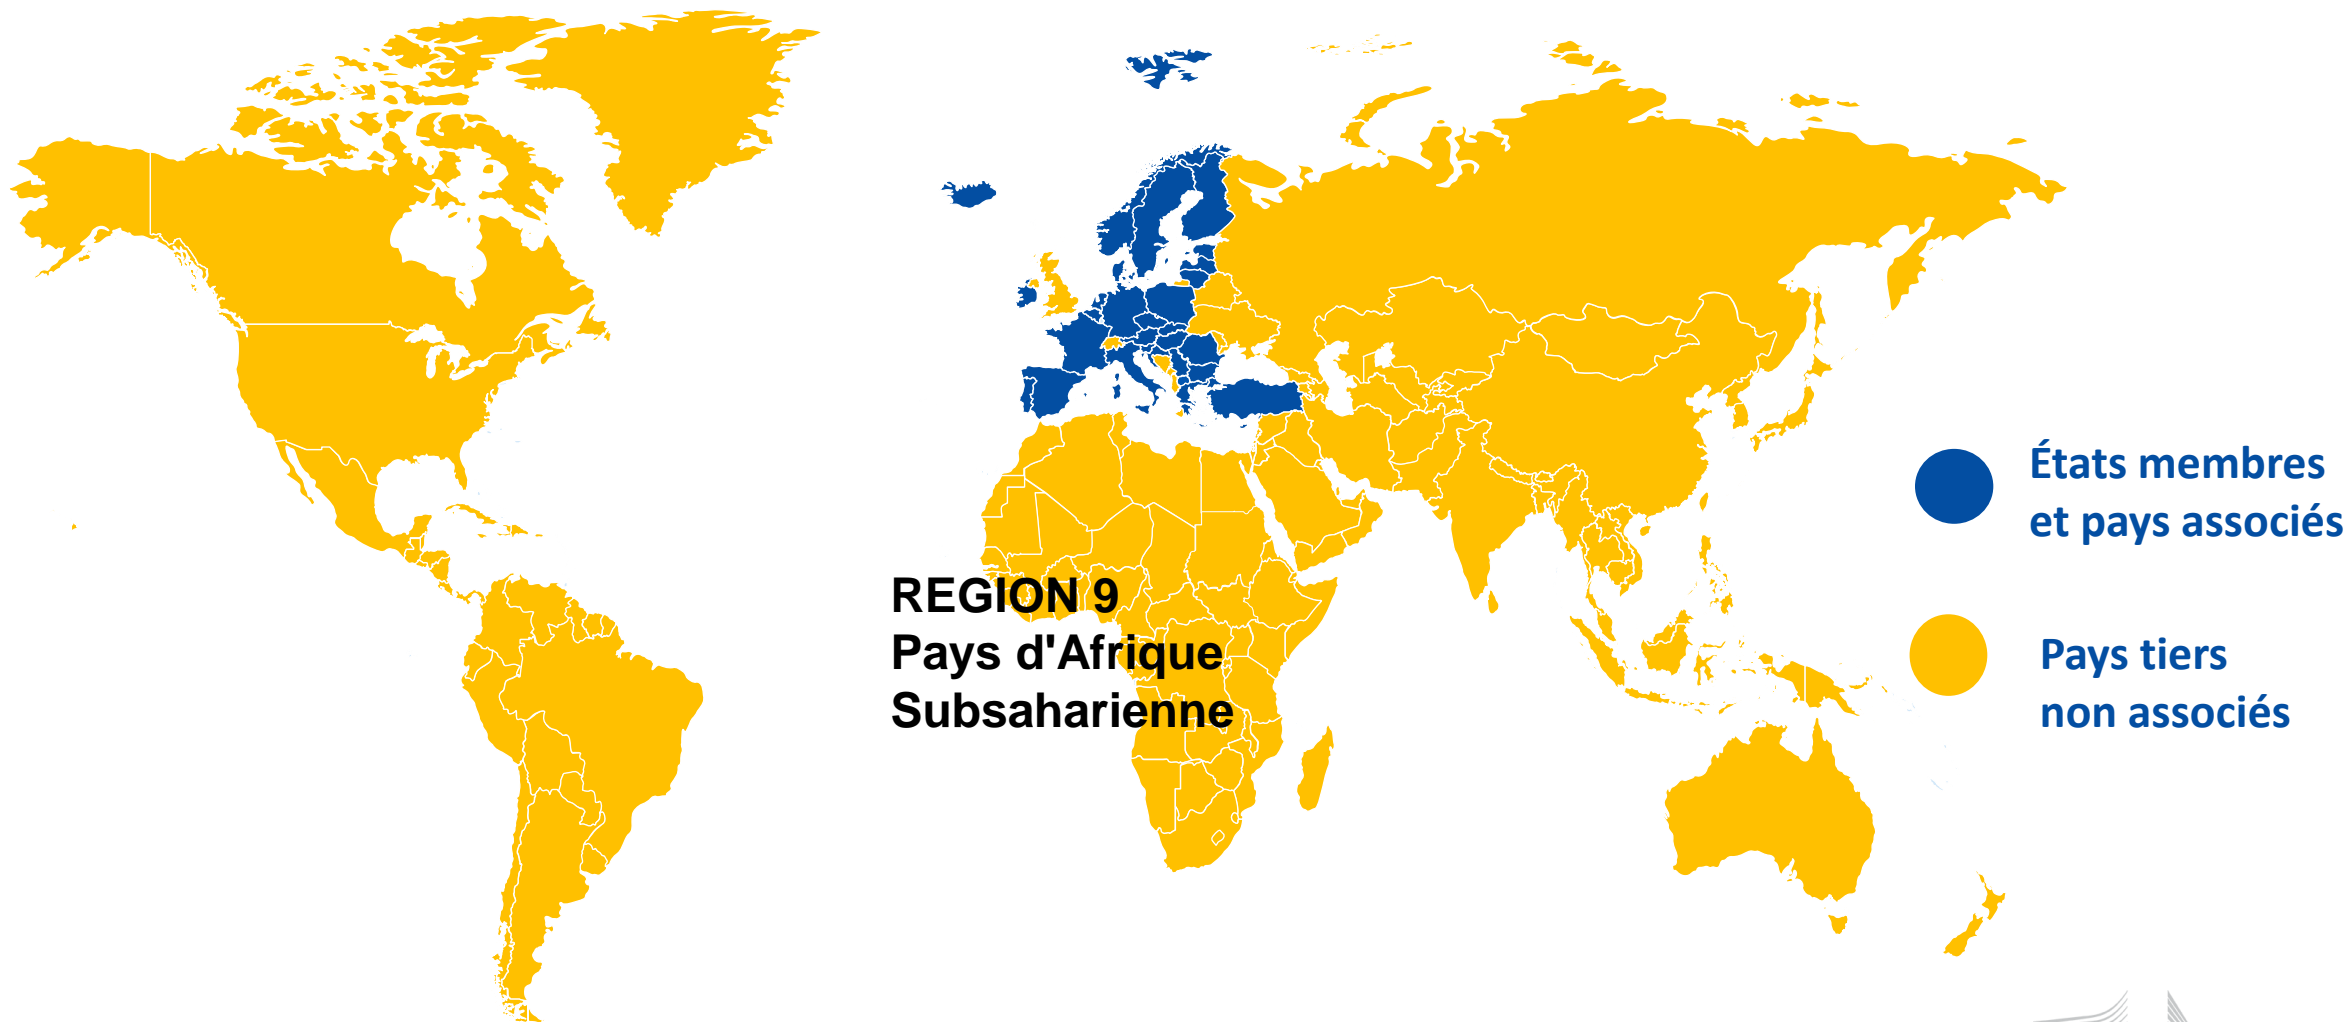 États membres
et pays associés
REGION 9
Pays d'Afrique
Subsaharienne
Pays tiers
non associés